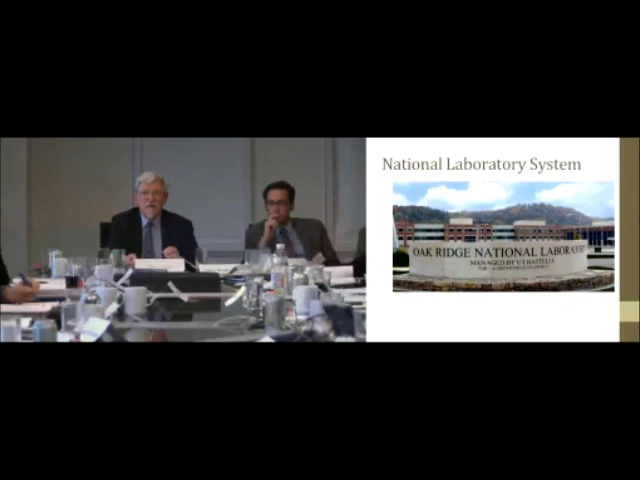 National Laboratory System
OAK RIDGE NATIONAL LABORATORY
MANAGED BY UT-BATTELLE